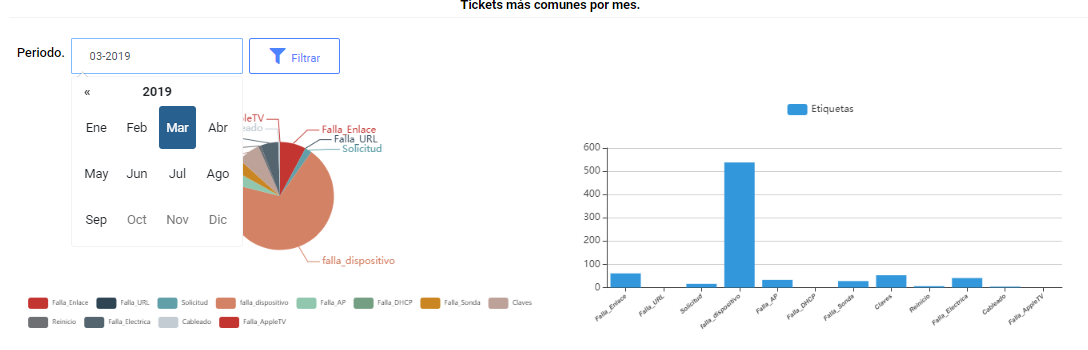 Tickets más comunes por mes.
Periodo. 03-2019 Filtrar
« 2019
Ene Feb Mar Abr
May Jun Jul Ago
Sep Oct Nov Dic
leTV
eado
Falla_Enlace
Falla_URL
Solicitud
falla_dispositivo
Falla_Enlace Falla_URL Solicitud falla_dispositivo Falla_AP Falla_DHCP Falla_Sonda Claves
Reinicio Falla_Electrica Cableado Falla_AppleTV
Etiquetas
600
500
400
300
200
100
0
Falla_Enlace Falla_URL Solicitud falla_dispositivo Falla_AP Falla_DHCP Falla_Sonda Claves Reinicio Falla_Electrica Cableado Falla_AppleTV